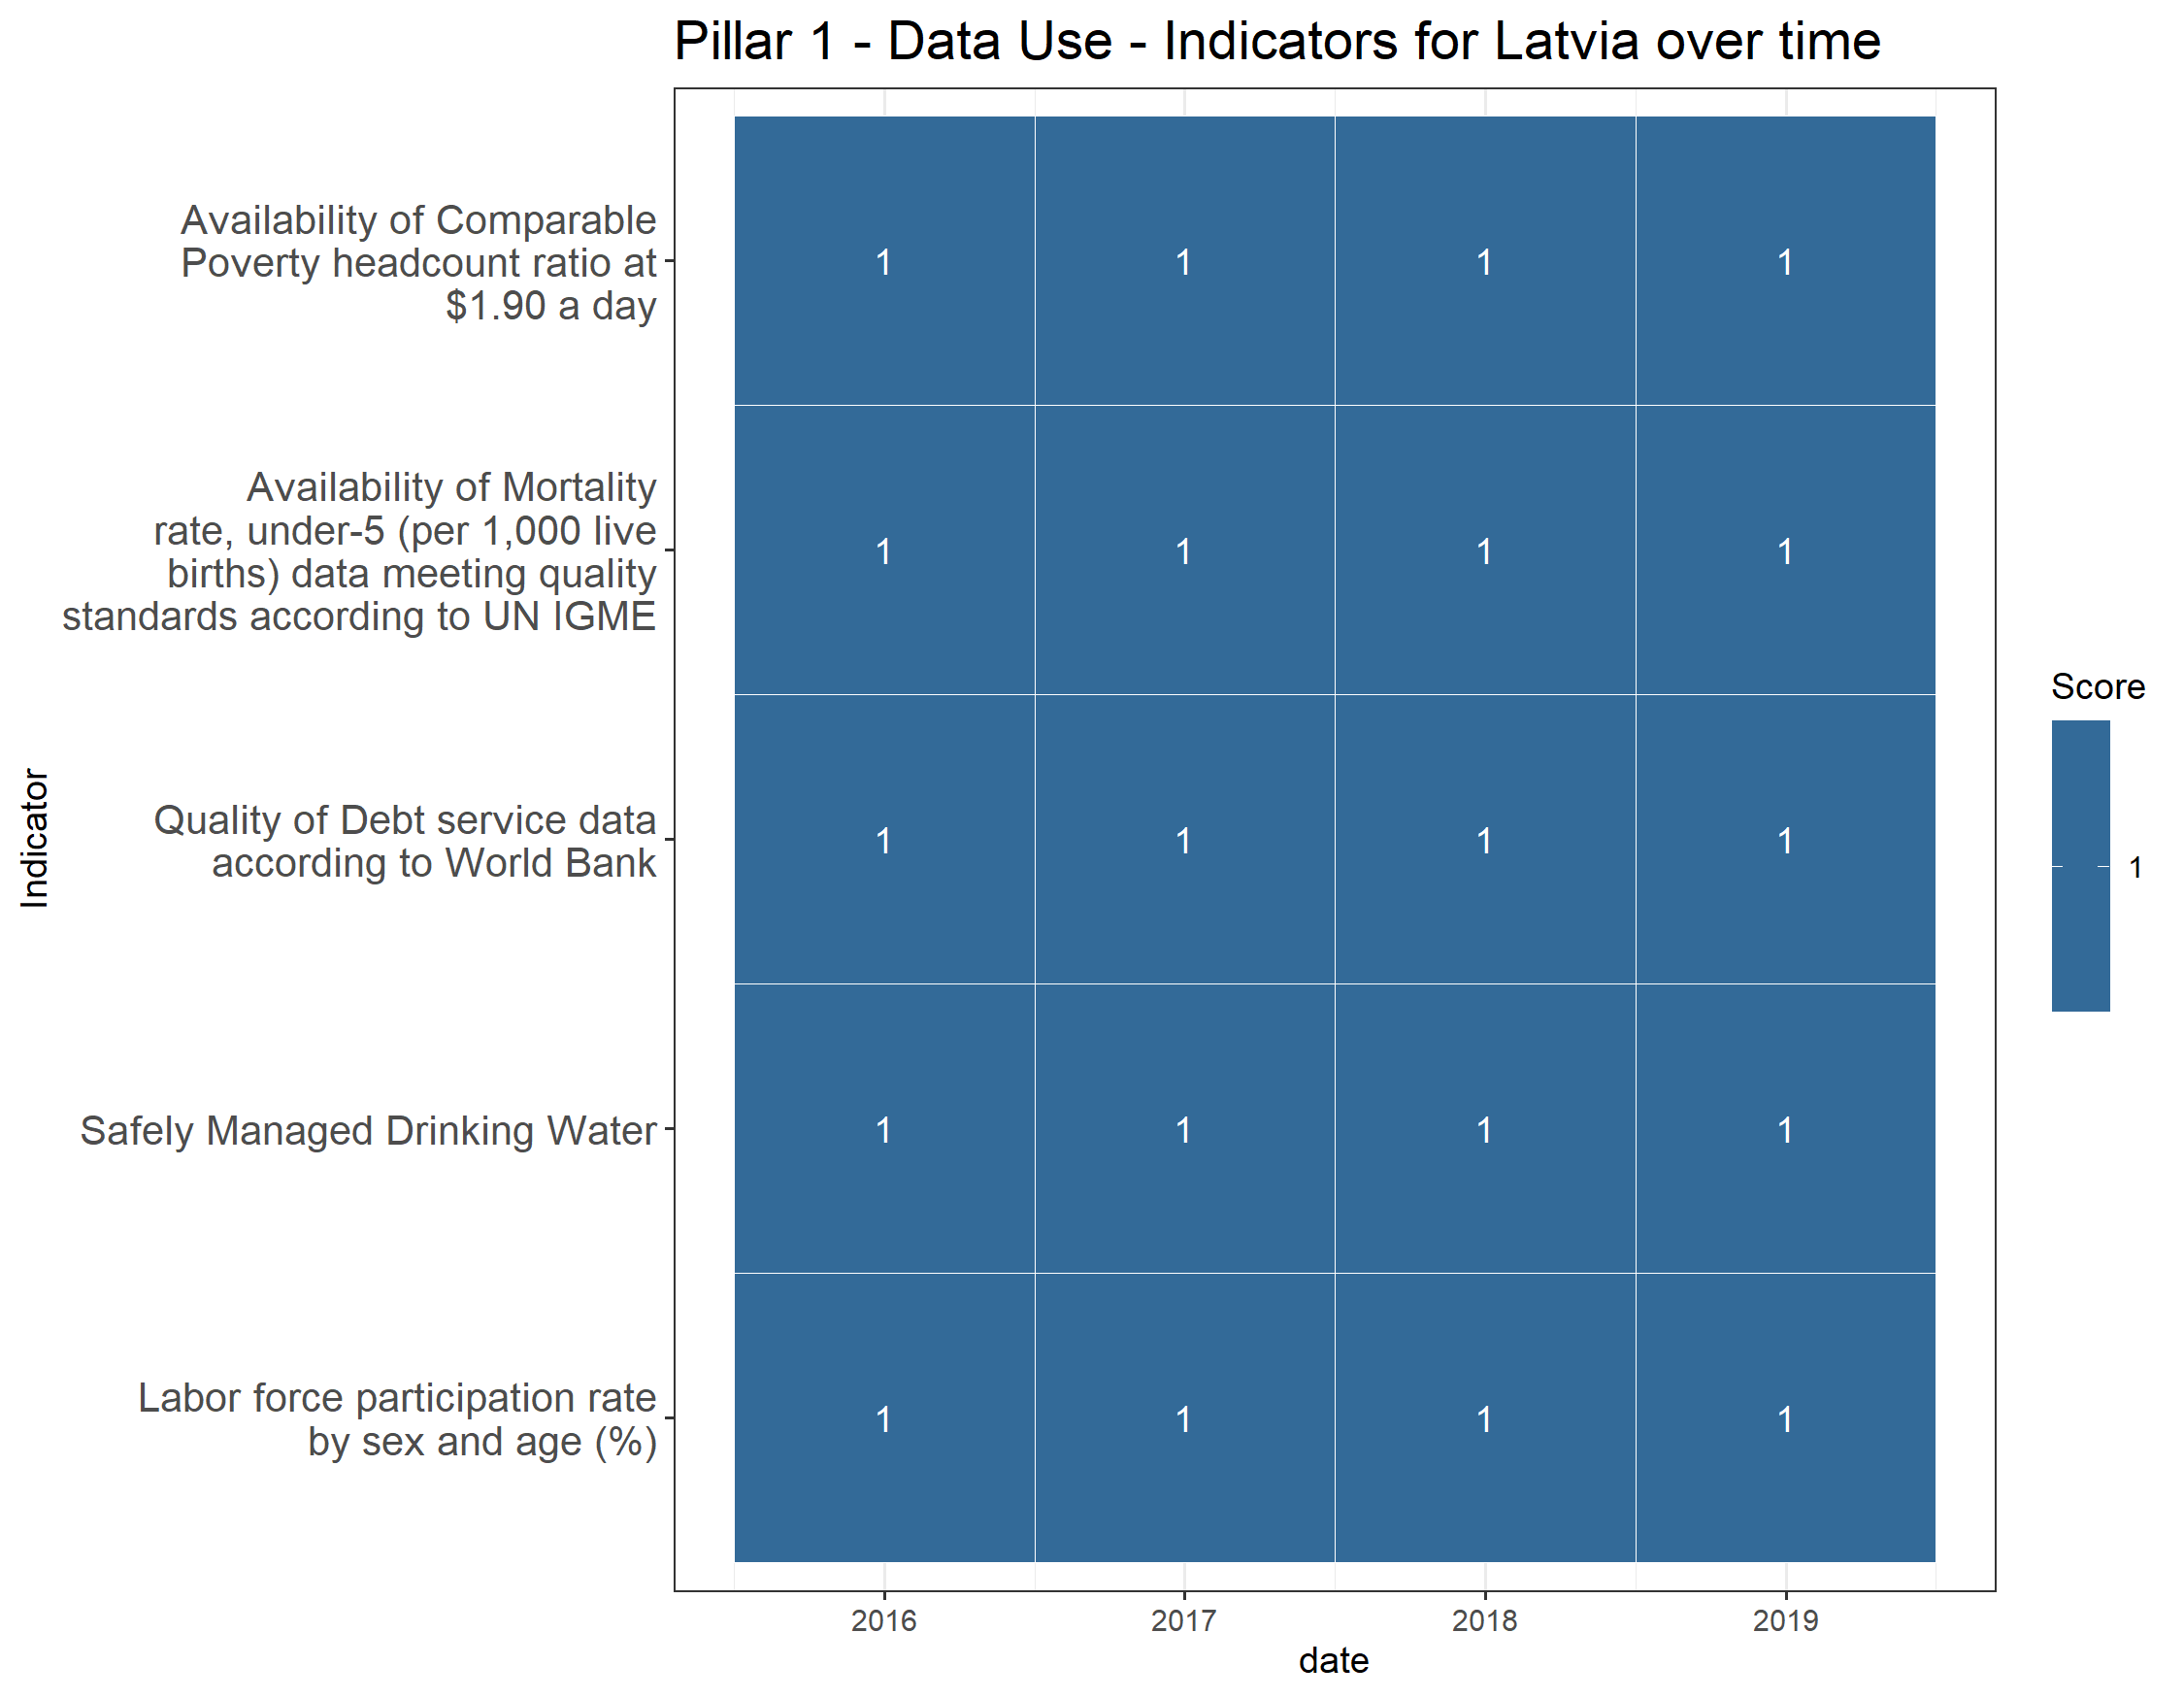 Pillar 1 - Data Use - Indicators for Latvia over time
Indicator
Availability of Comparable
Poverty headcount ratio at
$1.90 a day
1 1 1 1
Availability of Mortality
rate, under-5 (per 1,000 live
births) data meeting quality
standards according to UN IGME
1 1 1 1
Quality of Debt service data
according to World Bank
1 1 1 1
Safely Managed Drinking Water
1 1 1 1
Labor force participation rate
by sex and age (%)
1 1 1 1
2016 2017 2018 2019
date
Score
1